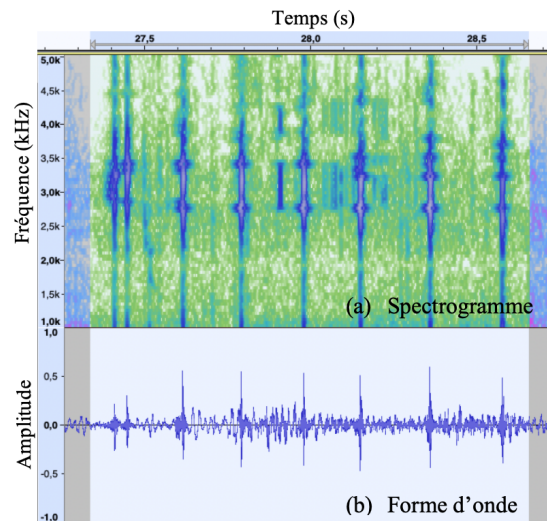 Temps (s)
27,5 28,0 28,5
5,0k
4,5k
4,0k
3,5k
3,0k
2,5k
2,0k
1,5k
1,0k
Fréquence (kHz)
(a) Spectrogramme
1,0
0,5
0,0
-0,5
-1,0
Amplitude
(b) Forme d’onde